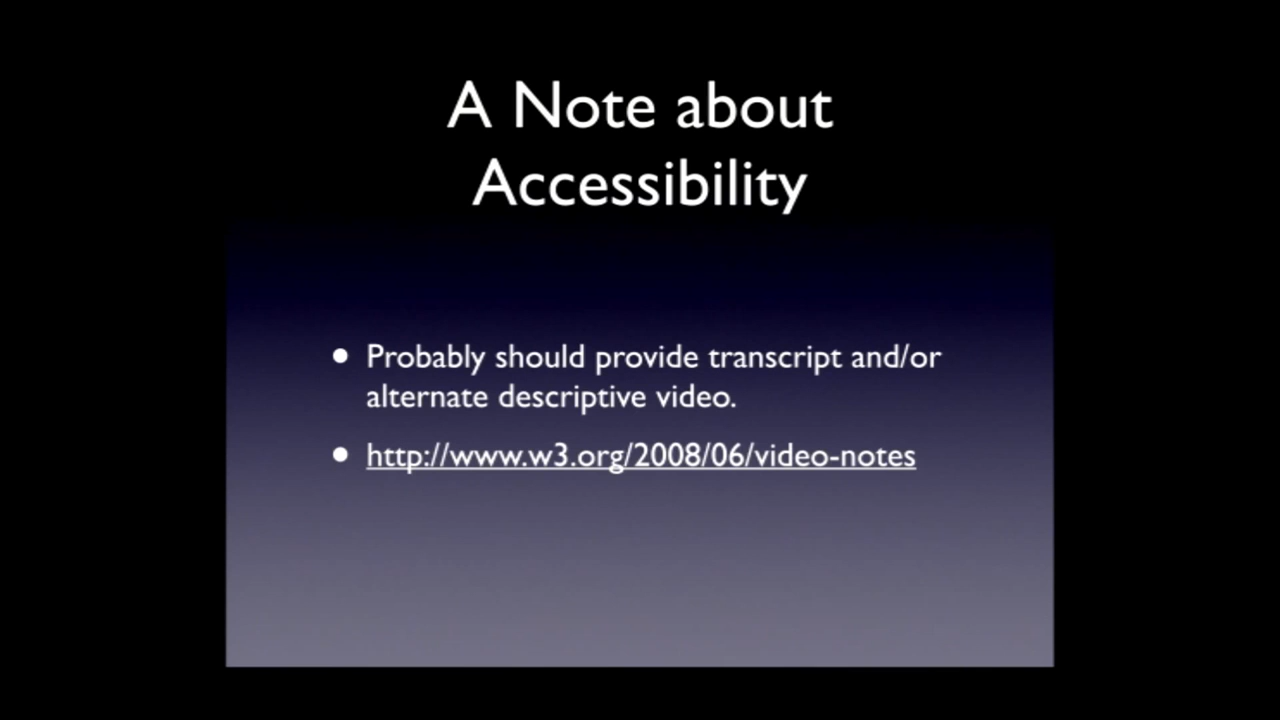 A Note about
Accessibility
• Probably should provide transcript and/or
alternate descriptive video.
• http://www.w3.org/2008/06/video-notes